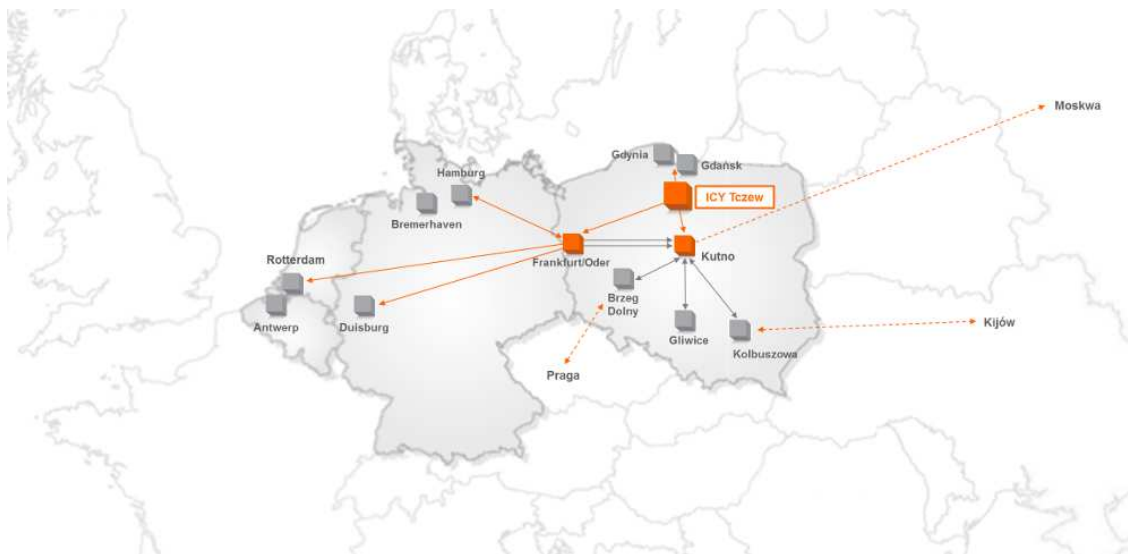 Moskwa
Gdynia
Gdańsk
Hamburg
ICY Tczew
Bremerhaven
Kutno
Frankfurt/Oder
Rotterdam
Brzeg
Dolny
Antwerp
Duisburg
Kijów
Gliwice
Kolbuszowa
Praga